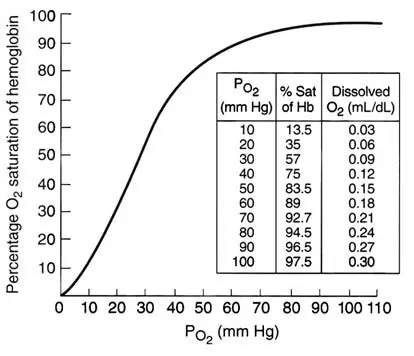 Percentage O2 saturation of hemoglobin
100
90
80
70
60
50
40
30
20
10
PO2 (mm Hg) % Sat of Hb Dissolved O2 (mL/dL)
10 13.5 0.03
20 35 0.06
30 57 0.09
40 75 0.12
50 83.5 0.15
60 89 0.18
70 92.7 0.21
80 94.5 0.24
90 96.5 0.27
100 97.5 0.30
0 10 20 30 40 50 60 70 80 90 100 110
PO2 (mm Hg)